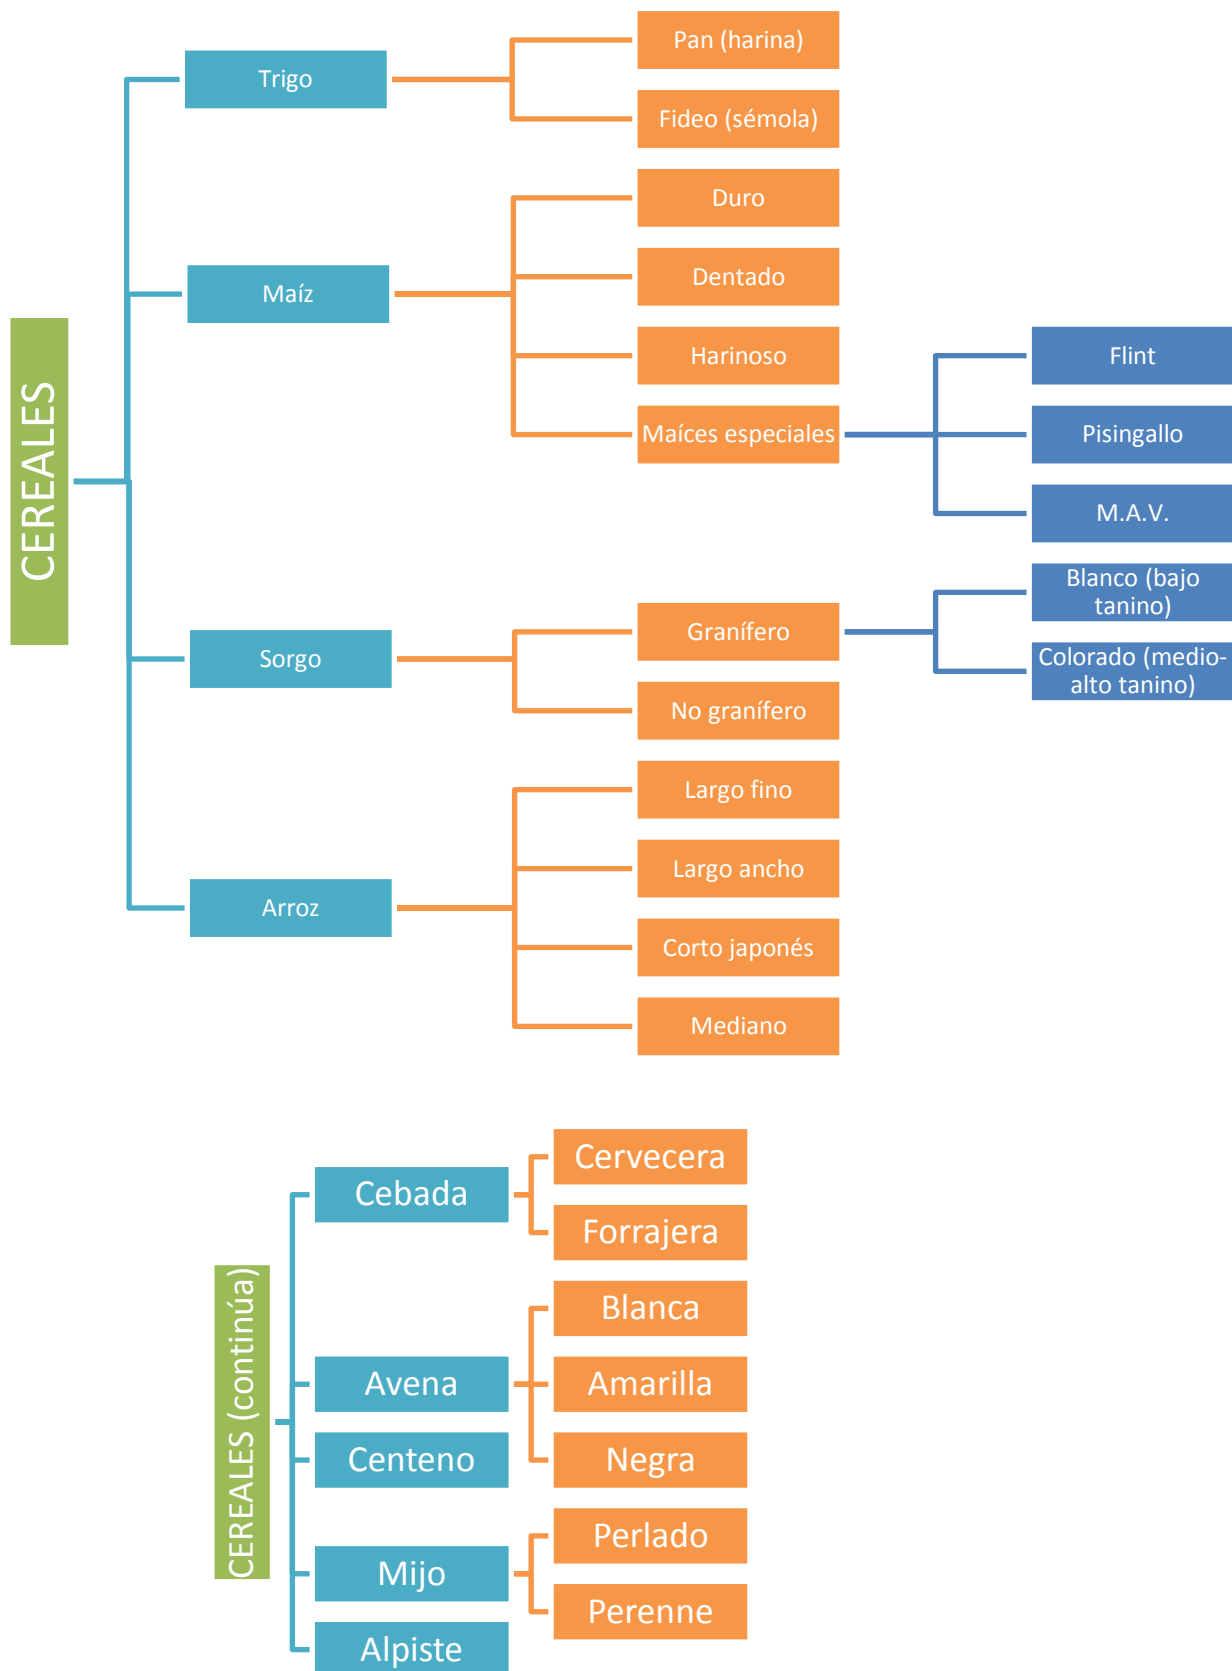 CEREALES
Trigo
Pan (harina)
Fideo (sémola)
Maíz
Duro
Dentado
Harinoso
Maíces especiales
Flint
Pisingallo
M.A.V.
Sorgo
Granífero
Blanco (bajo
tanino)
Colorado (medio-
alto tanino)
No granífero
Arroz
Largo fino
Largo ancho
Corto japonés
Mediano
CEREALES (continúa)
Cebada
Cervecera
Forrajera
Avena
Blanca
Amarilla
Negra
Centeno
Mijo
Perlado
Perenne
Alpiste